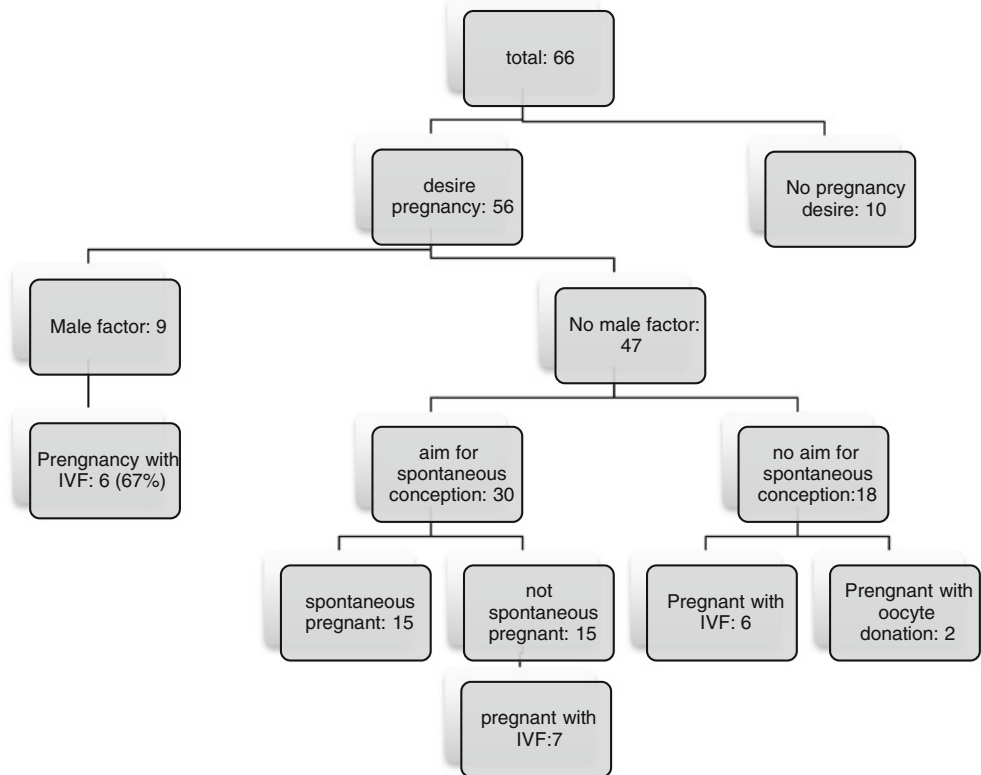 total: 66
desire
pregnancy: 56
No pregnancy
desire: 10
Male factor: 9
No male factor:
47
Prengnancy with
IVF: 6 (67%)
aim for
spontaneous
conception: 30
no aim for
spontaneous
conception:18
spontaneous
pregnant: 15
not
spontaneous
pregnant: 15
Pregnant with
IVF: 6
Prengnant with
oocyte
donation: 2
pregnant with
IVF:7